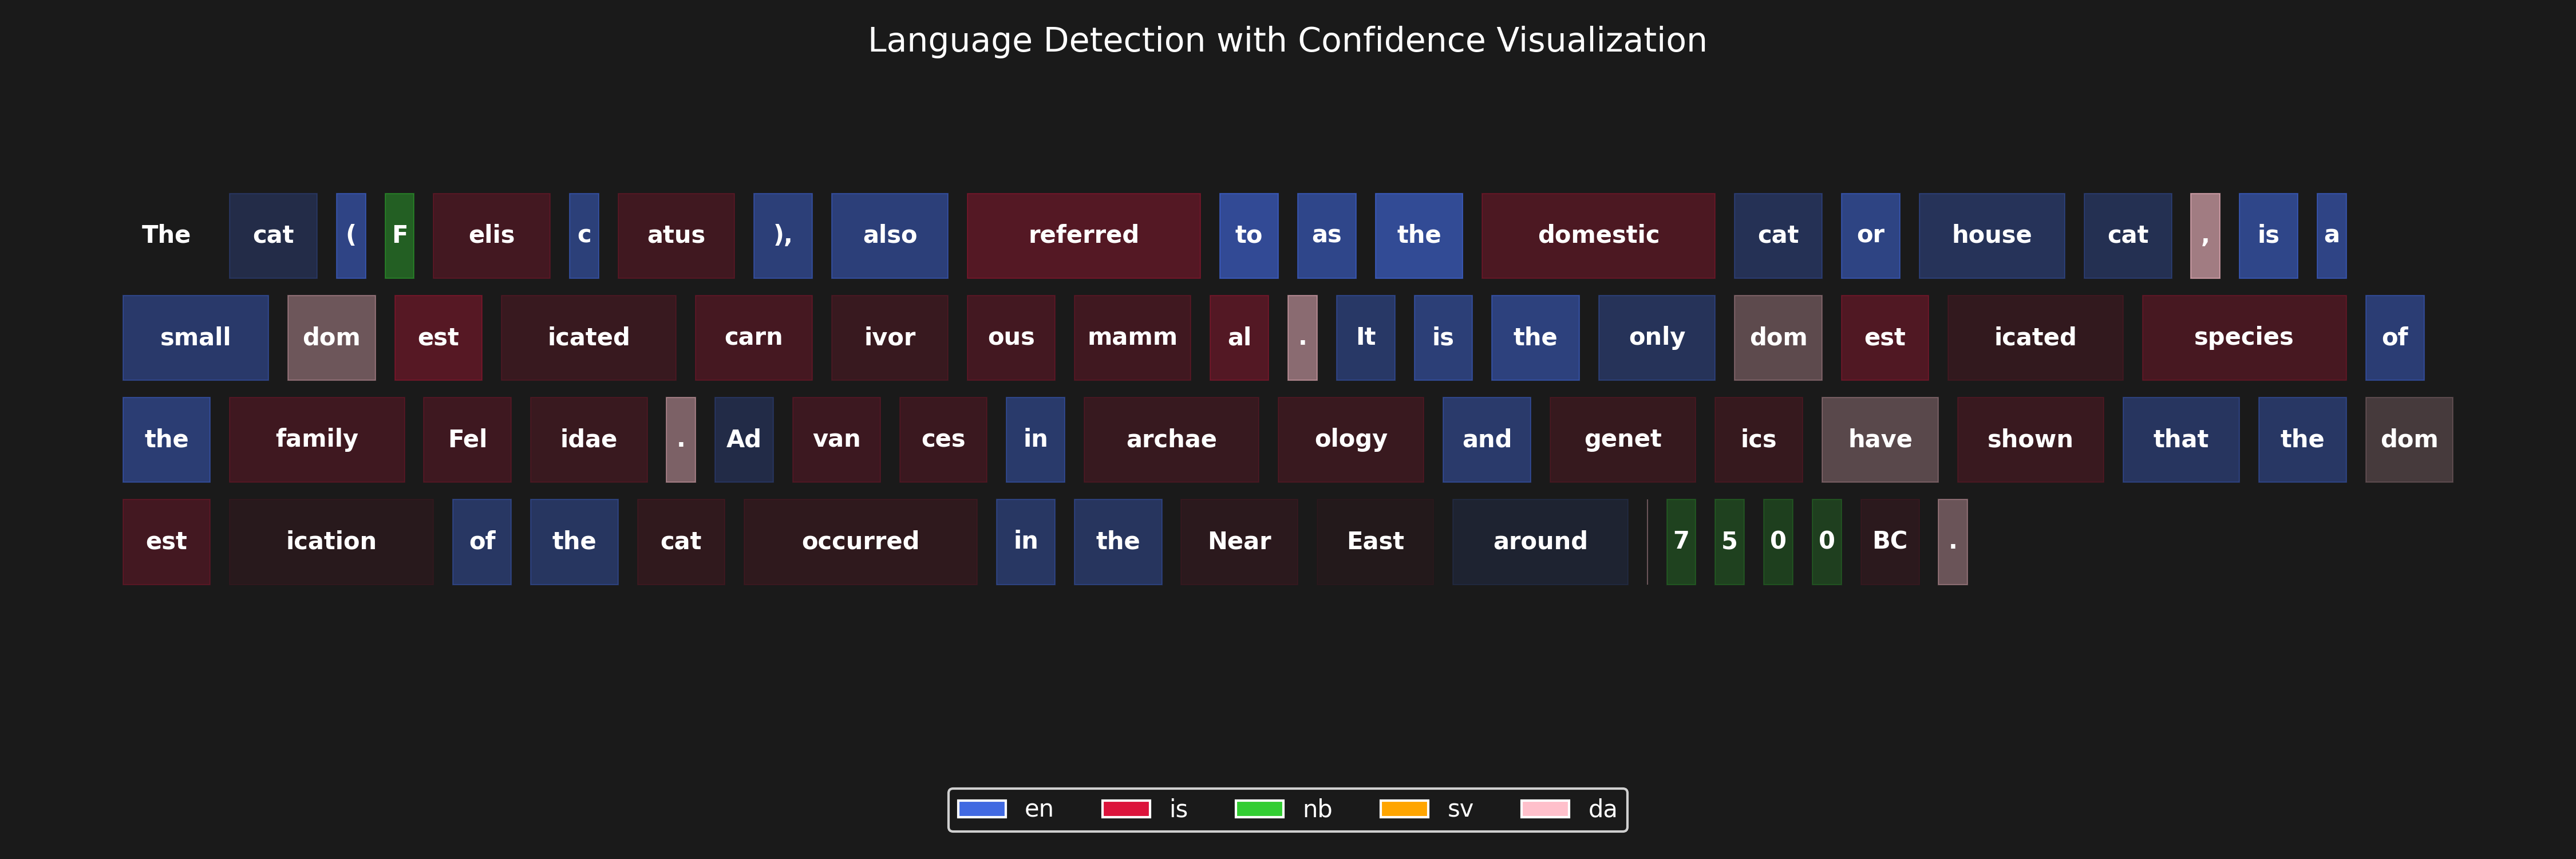 Language Detection with Confidence Visualization
The cat ( F elis c atus ), also referred to as the domestic cat or house cat , is a
small dom est icated carn ivor ous mamm al . It is the only dom est icated species of
the family Fel idae . Ad van ces in archae ology and genet ics have shown that the dom
est ication of the cat occurred in the Near East around 7 5 0 0 BC .
en is nb sv da